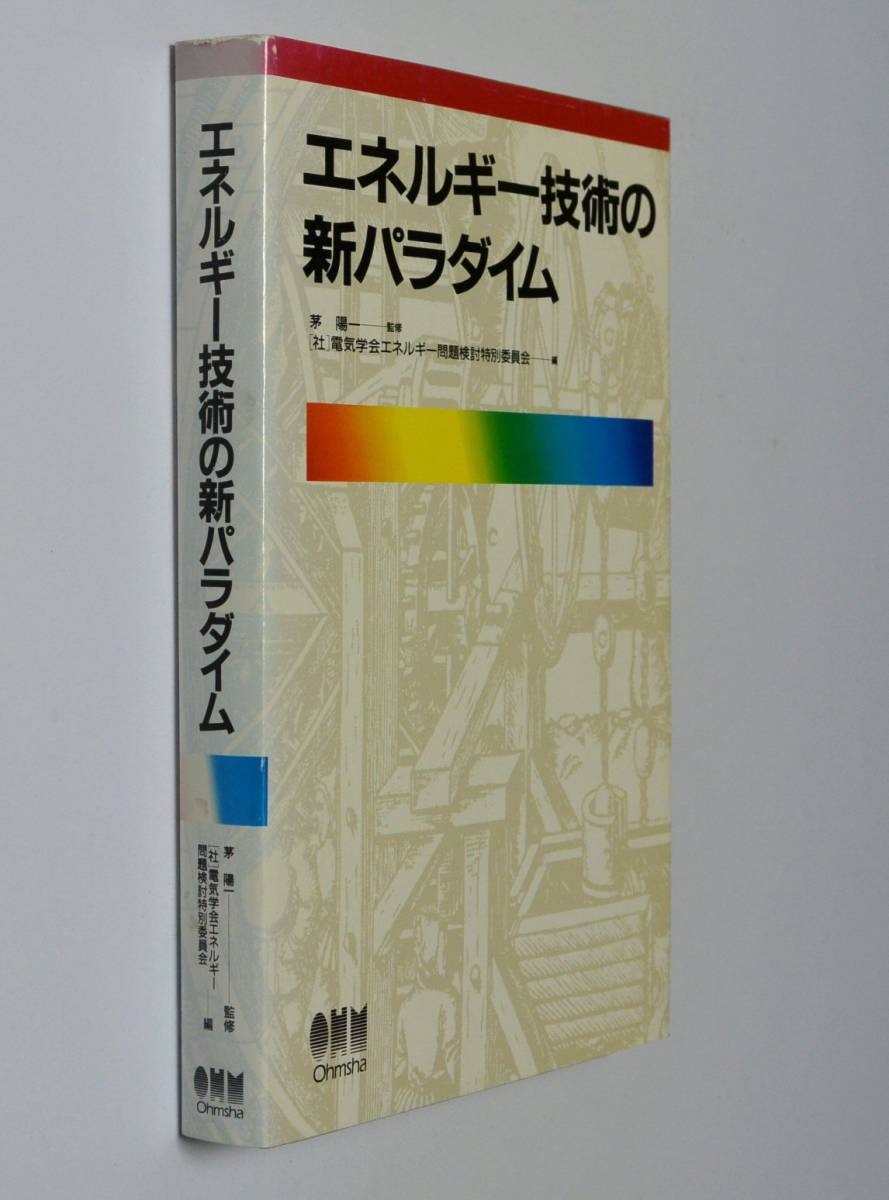 エネルギー技術の
新パラダイム
茅 陽一 監修
[社]電気学会エネルギー問題検討特別委員会 編
OHM
Ohmsha
エネルギー技術の新パラダイム
茅 陽一 監修
[社]電気学会エネルギー
問題検討特別委員会 編
OHM
Ohmsha
C
C
E